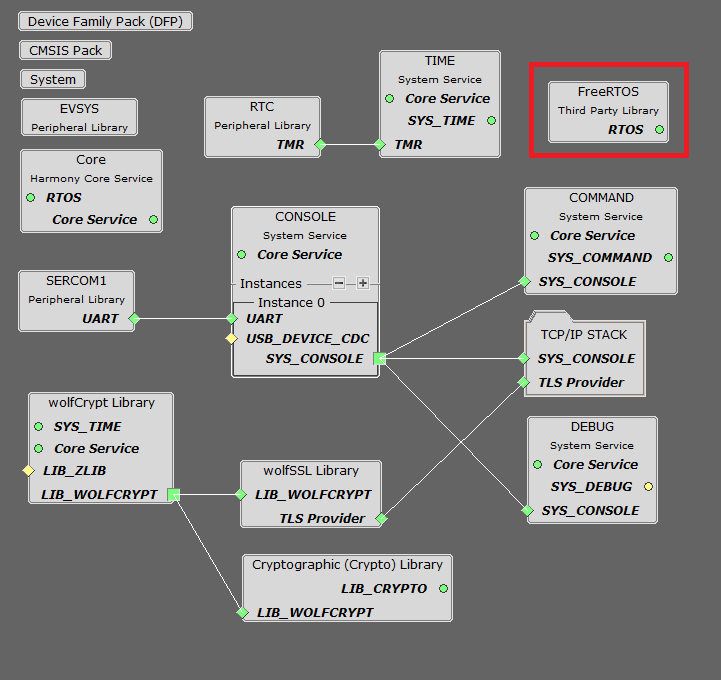 Device Family Pack (DFP)
CMSIS Pack
System
EVSYS
Peripheral Library
Core
Harmony Core Service
RTOS
Core Service
RTC
Peripheral Library
TMR
TIME
System Service
Core Service
SYS_TIME
TMR
FreeRTOS
Third Party Library
RTOS
SERCOM1
Peripheral Library
UART
CONSOLE
System Service
Core Service
Instances
Instance 0
UART
USB_DEVICE_CDC
SYS_CONSOLE
COMMAND
System Service
Core Service
SYS_COMMAND
SYS_CONSOLE
TCP/IP STACK
SYS_CONSOLE
TLS Provider
wolfCrypt Library
SYS_TIME
Core Service
LIB_ZLIB
LIB_WOLFCRYPT
wolfSSL Library
LIB_WOLFCRYPT
TLS Provider
DEBUG
System Service
Core Service
SYS_DEBUG
SYS_CONSOLE
Cryptographic (Crypto) Library
LIB_CRYPTO
LIB_WOLFCRYPT